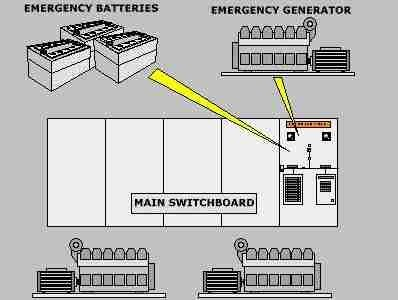 EMERGENCY BATTERIES
EMERGENCY GENERATOR
MAIN SWITCHBOARD